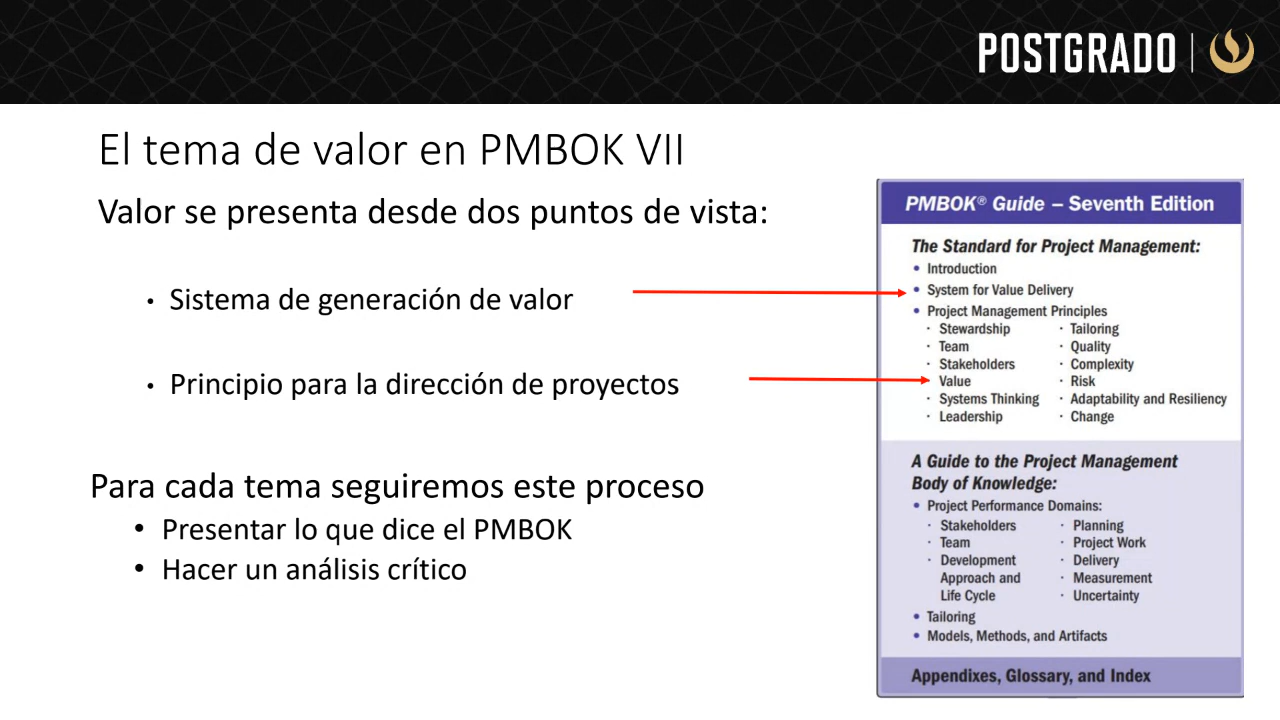 POSTGRADO
El tema de valor en PMBOK VII
Valor se presenta desde dos puntos de vista:
• Sistema de generación de valor
• Principio para la dirección de proyectos
Para cada tema seguiremos este proceso
• Presentar lo que dice el PMBOK
• Hacer un análisis crítico
PMBOK® Guide – Seventh Edition
The Standard for Project Management:
• Introduction
• System for Value Delivery
• Project Management Principles
· Stewardship
· Team
· Stakeholders
· Value
· Systems Thinking
· Leadership
· Tailoring
· Quality
· Complexity
· Risk
· Adaptability and Resiliency
· Change
A Guide to the Project Management
Body of Knowledge:
• Project Performance Domains:
· Stakeholders
· Team
· Development
Approach and
Life Cycle
· Planning
· Project Work
· Delivery
· Measurement
· Uncertainty
• Tailoring
• Models, Methods, and Artifacts
Appendixes, Glossary, and Index